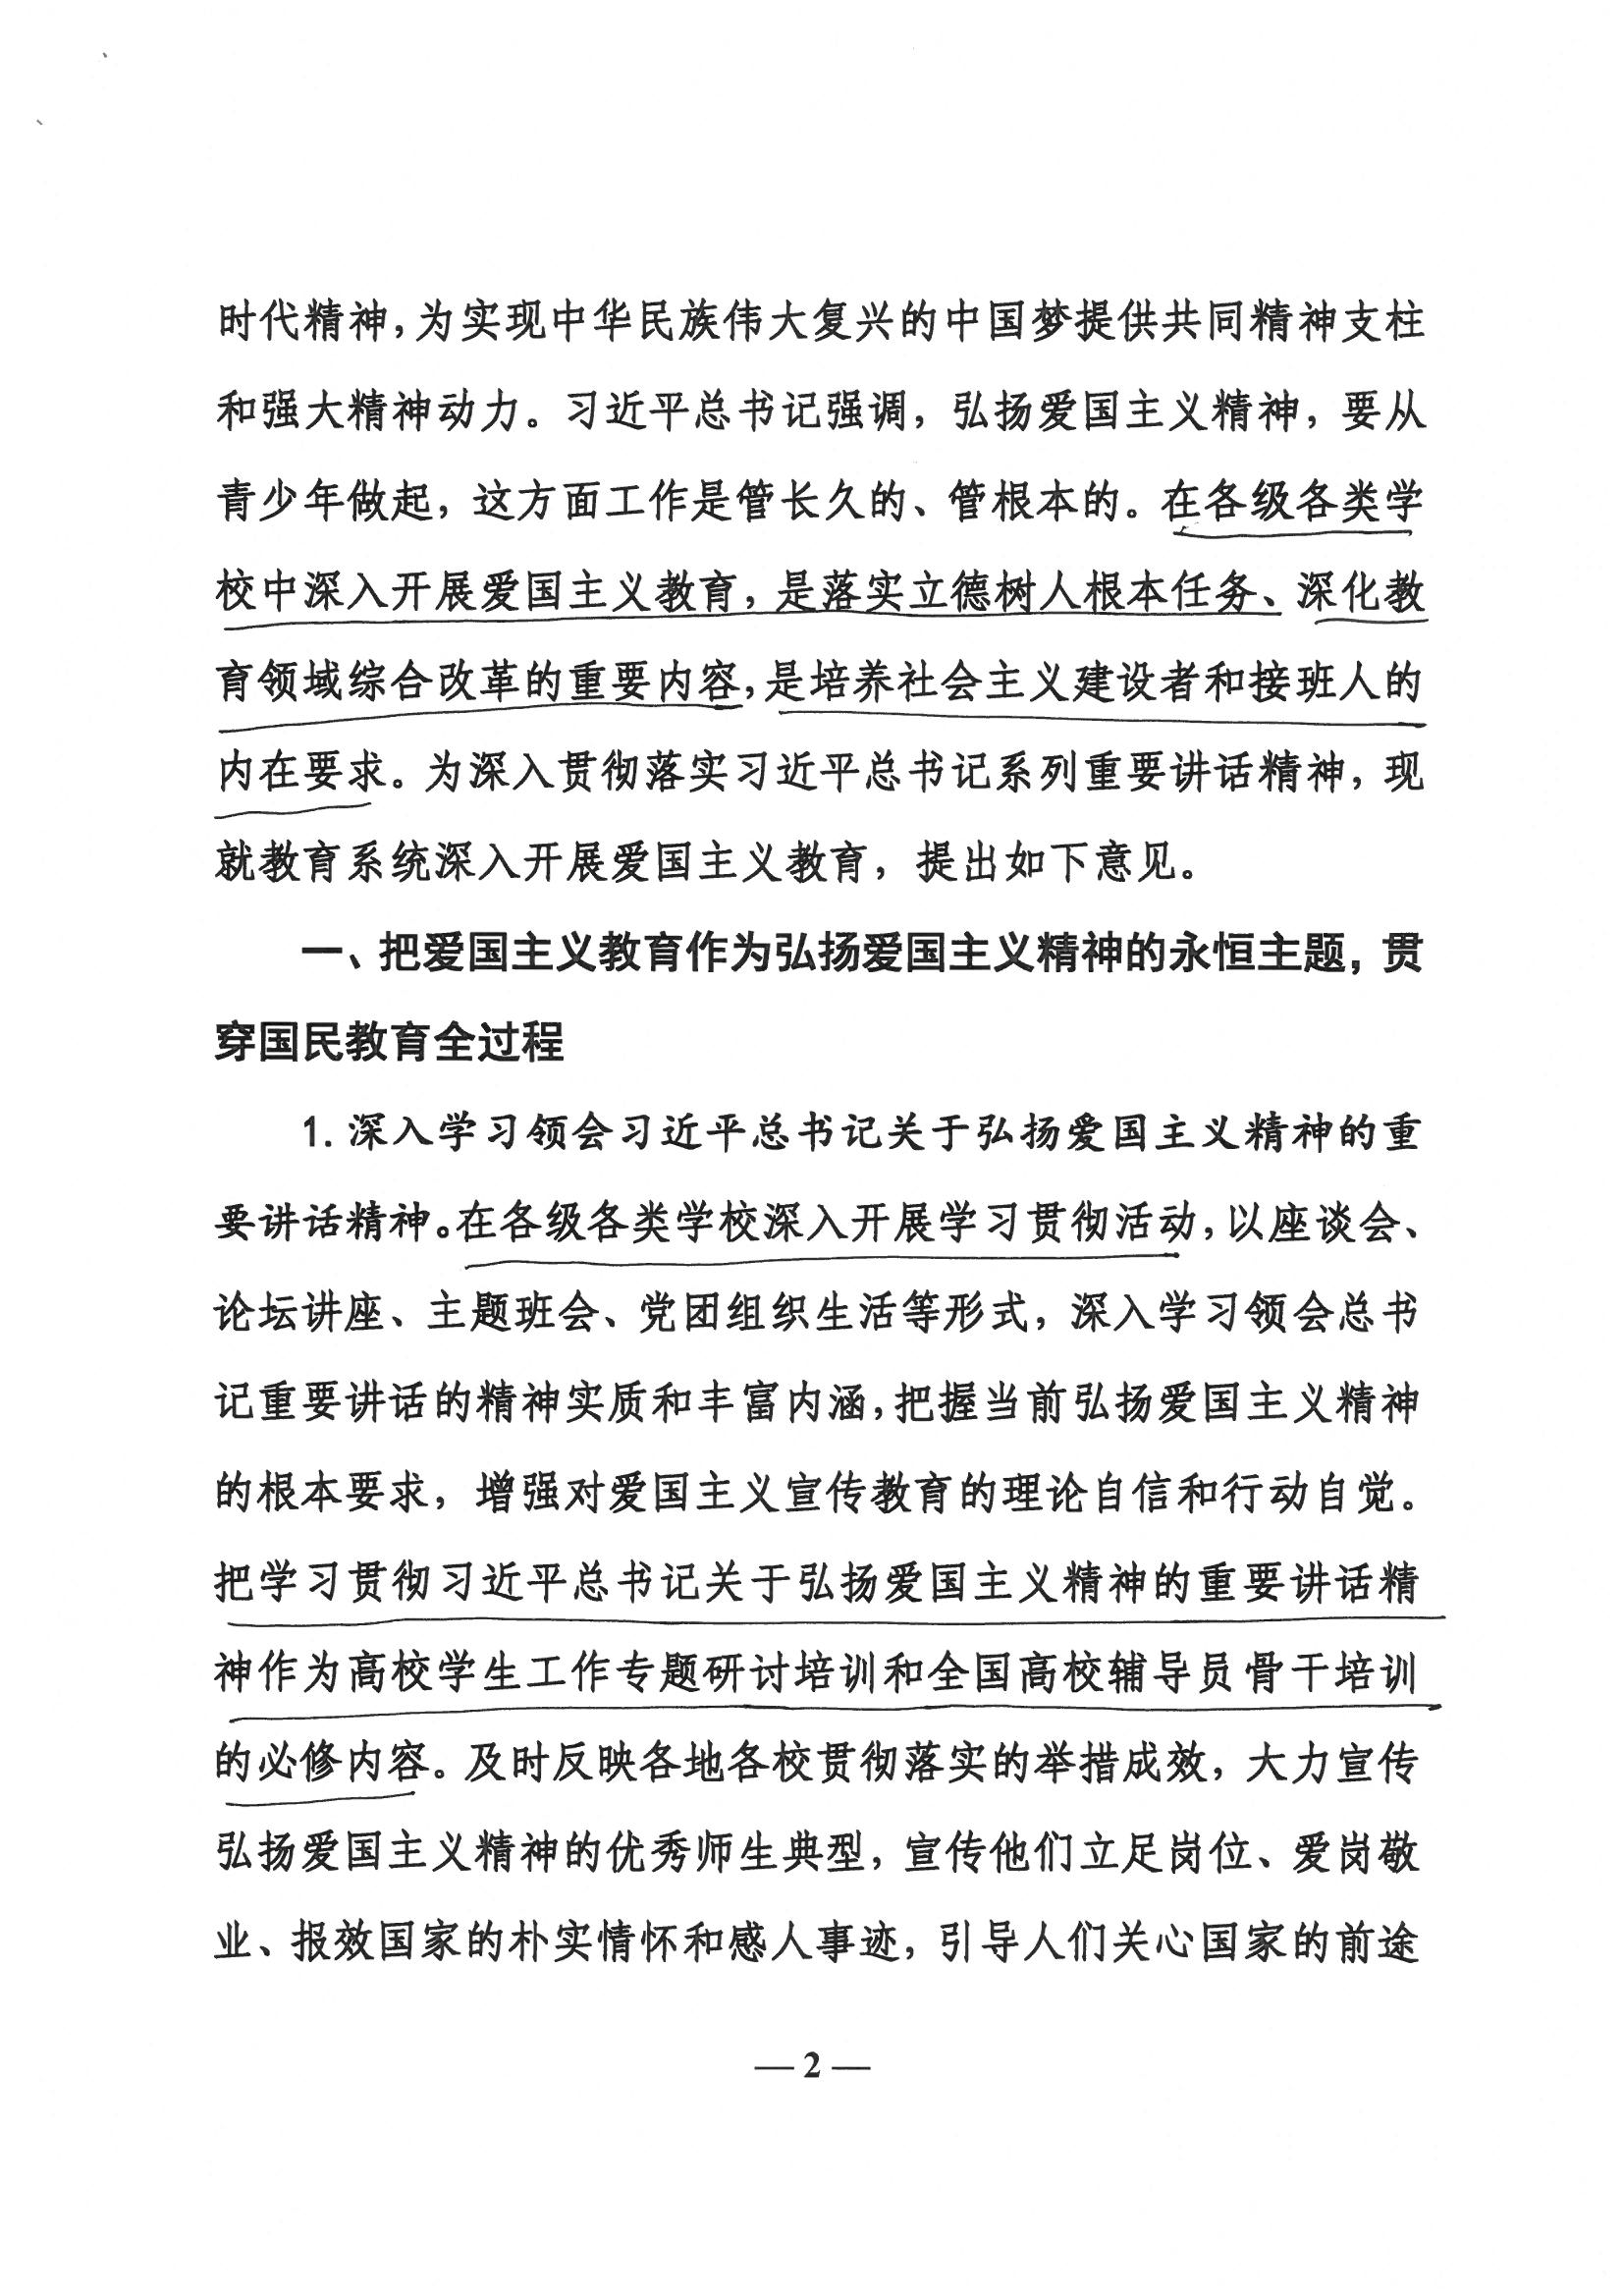 时代精神，为实现中华民族伟大复兴的中国梦提供共同精神支柱
和强大精神动力。习近平总书记强调，弘扬爱国主义精神，要从
青少年做起，这方面工作是管长久的、管根本的。在各级各类学
校中深入开展爱国主义教育，是落实立德树人根本任务、深化教
育领域综合改革的重要内容，是培养社会主义建设者和接班人的
内在要求。为深入贯彻落实习近平总书记系列重要讲话精神，现
就教育系统深入开展爱国主义教育，提出如下意见。
一、把爱国主义教育作为弘扬爱国主义精神的永恒主题，贯
穿国民教育全过程
1. 深入学习领会习近平总书记关于弘扬爱国主义精神的重
要讲话精神。在各级各类学校深入开展学习贯彻活动，以座谈会、
论坛讲座、主题班会、党团组织生活等形式，深入学习领会总书
记重要讲话的精神实质和丰富内涵，把握当前弘扬爱国主义精神
的根本要求，增强对爱国主义宣传教育的理论自信和行动自觉。
把学习贯彻习近平总书记关于弘扬爱国主义精神的重要讲话精
神作为高校学生工作专题研讨培训和全国高校辅导员骨干培训
的必修内容。及时反映各地各校贯彻落实的举措成效，大力宣传
弘扬爱国主义精神的优秀师生典型，宣传他们立足岗位、爱岗敬
业、报效国家的朴实情怀和感人事迹，引导人们关心国家的前途
— 2 —